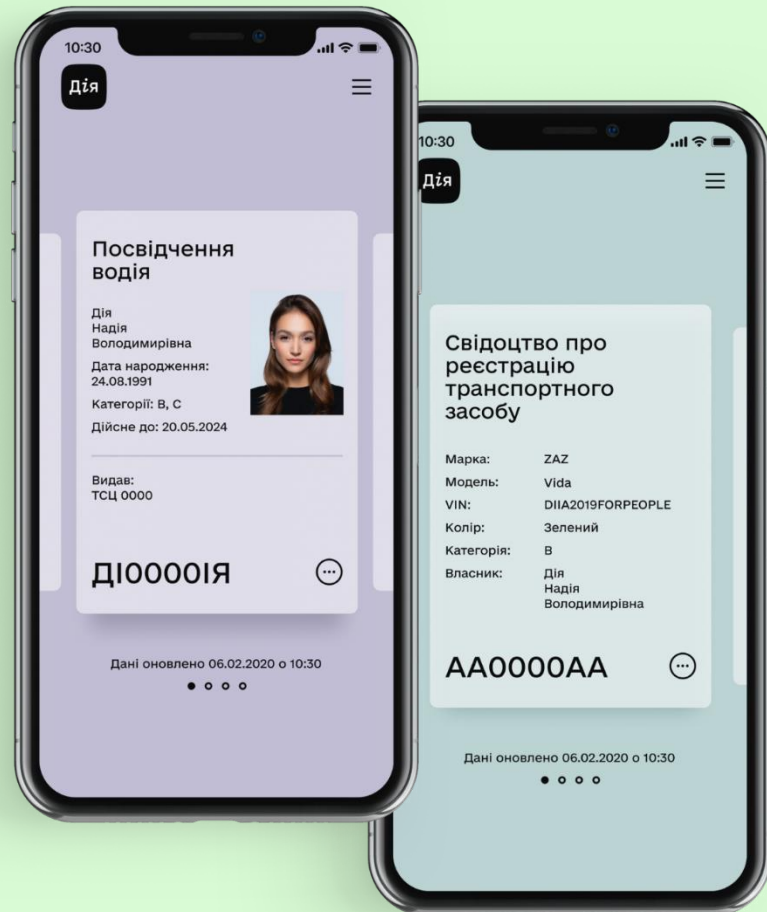 10:30
Дія
Посвідчення
водія
Дія
Надія
Володимирівна
Дата народження:
24.08.1991
Категорії: В, С
Дійсне до: 20.05.2024
Видав:
ТСЦ 0000
ДІ0000ІЯ
Дані оновлено 06.02.2020 о 10:30
10:30
Дія
Свідоцтво про
реєстрацію
транспортного
засобу
Марка: ZAZ
Модель: Vida
VIN: DIIA2019FORPEOPLE
Колір: Зелений
Категорія: В
Власник: Дія
Надія
Володимирівна
АА0000АА
Дані оновлено 06.02.2020 о 10:30